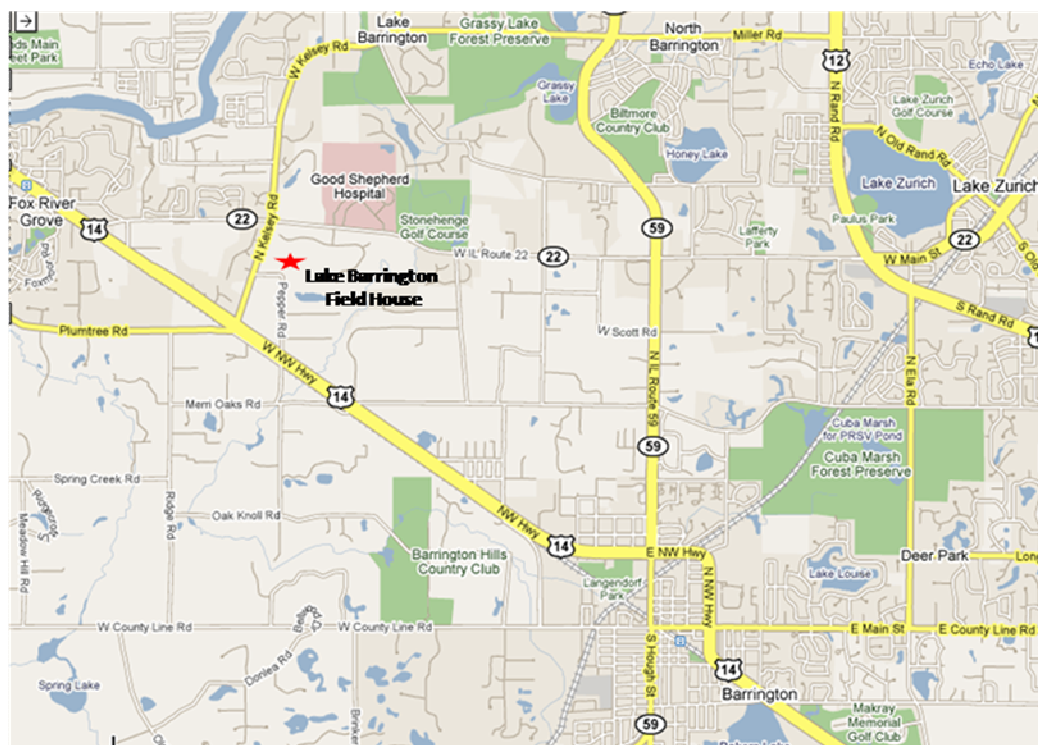 Lake
Barrington
Grassy Lake
Forest Preserve
North
Barrington
Miller Rd
12
Echo Lake
W Kelsey Rd
N Rand Rd
Grassy
Lake
Biltmore
Country Club
Lake Zurich
Golf Course
N Old Rand Rd
Honey Lake
Good Shepherd
Hospital
Lake Zurich
Lake Zurich
Fox River
Grove
14
22
N Kelsey Rd
Stonehenge
Golf Course
59
Lafferty
Park
Paulus Park
22
W IL Route 22
22
W Main St
Lake Barrington
Field House
Pepper Rd
S Rand Rd
Plumtree Rd
W Scott Rd
W NW Hwy
N IL Route 59
N Ela Rd
14
Merri Oaks Rd
Cuba Marsh
for PRSV Pond
59
Cuba Marsh
Forest Preserve
Spring Creek Rd
Ridge Rd
Meadow Hill Rd
Oak Knoll Rd
NW Hwy
14
E NW Hwy
Deer Park
Barrington Hills
Country Club
Langendorf
Park
N NW Hwy
Lake Louise
W County Line Rd
W County Line Rd
E Main St
E County Line Rd
S Hough St
Donlea Rd
Spring Lake
14
Barrington
59
Makray
Memorial
Golf Club